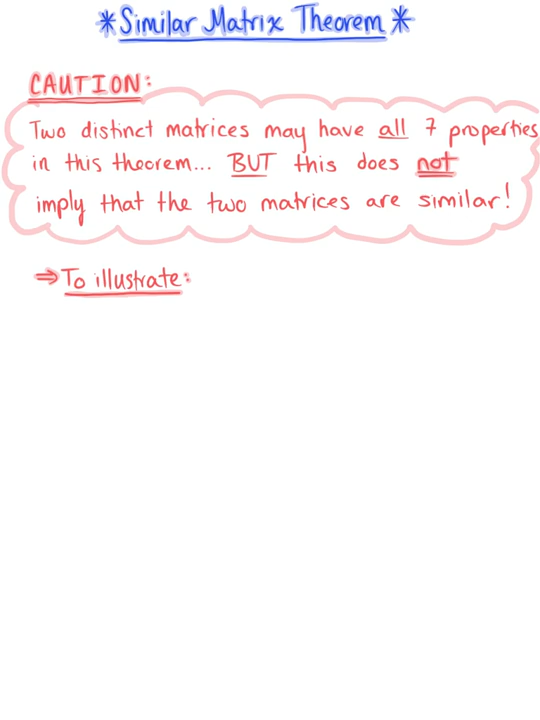 *Similar Matrix Theorem*
CAUTION:
Two distinct matrices may have all 7 properties
in this theorem... BUT this does not
imply that the two matrices are similar!
⇒ To illustrate: